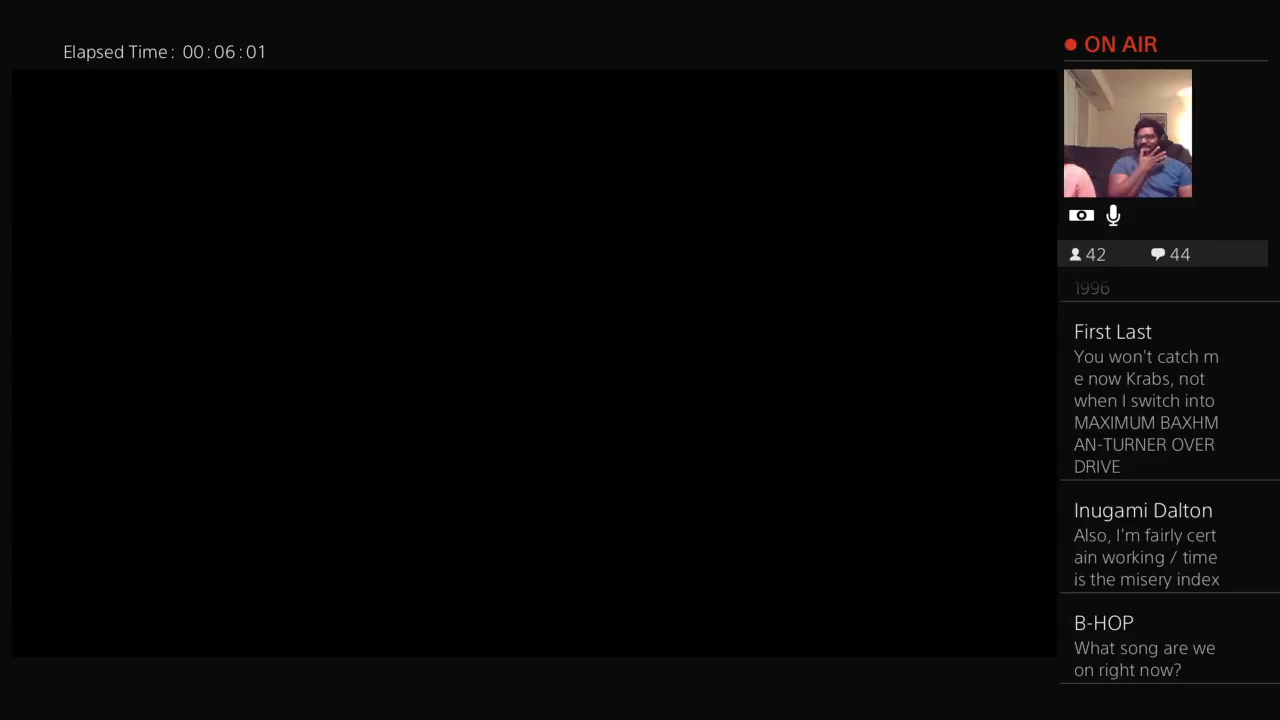 Elapsed Time: 00:06:01
ON AIR
42
44
1996
First Last
You won't catch m
e now Krabs, not
when I switch into
MAXIMUM BAXHM
AN-TURNER OVER
DRIVE
Inugami Dalton
Also, I'm fairly cert
ain working / time
is the misery index
B-HOP
What song are we
on right now?